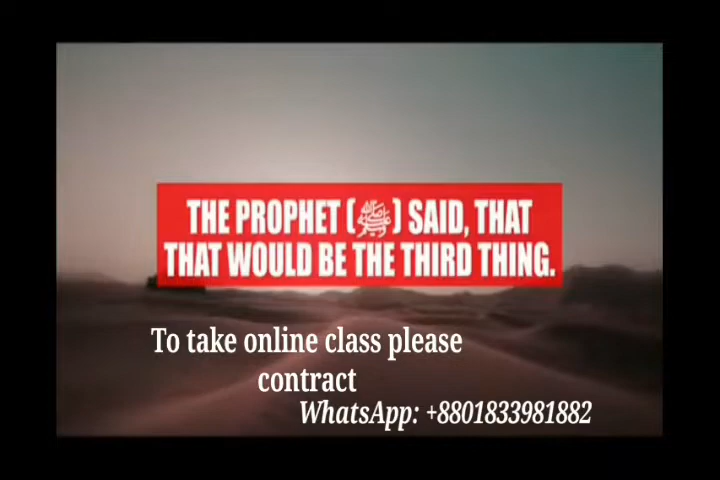 THE PROPHET (ﷺ) SAID, THAT
THAT WOULD BE THE THIRD THING.
To take online class please
contract
WhatsApp: +8801833981882